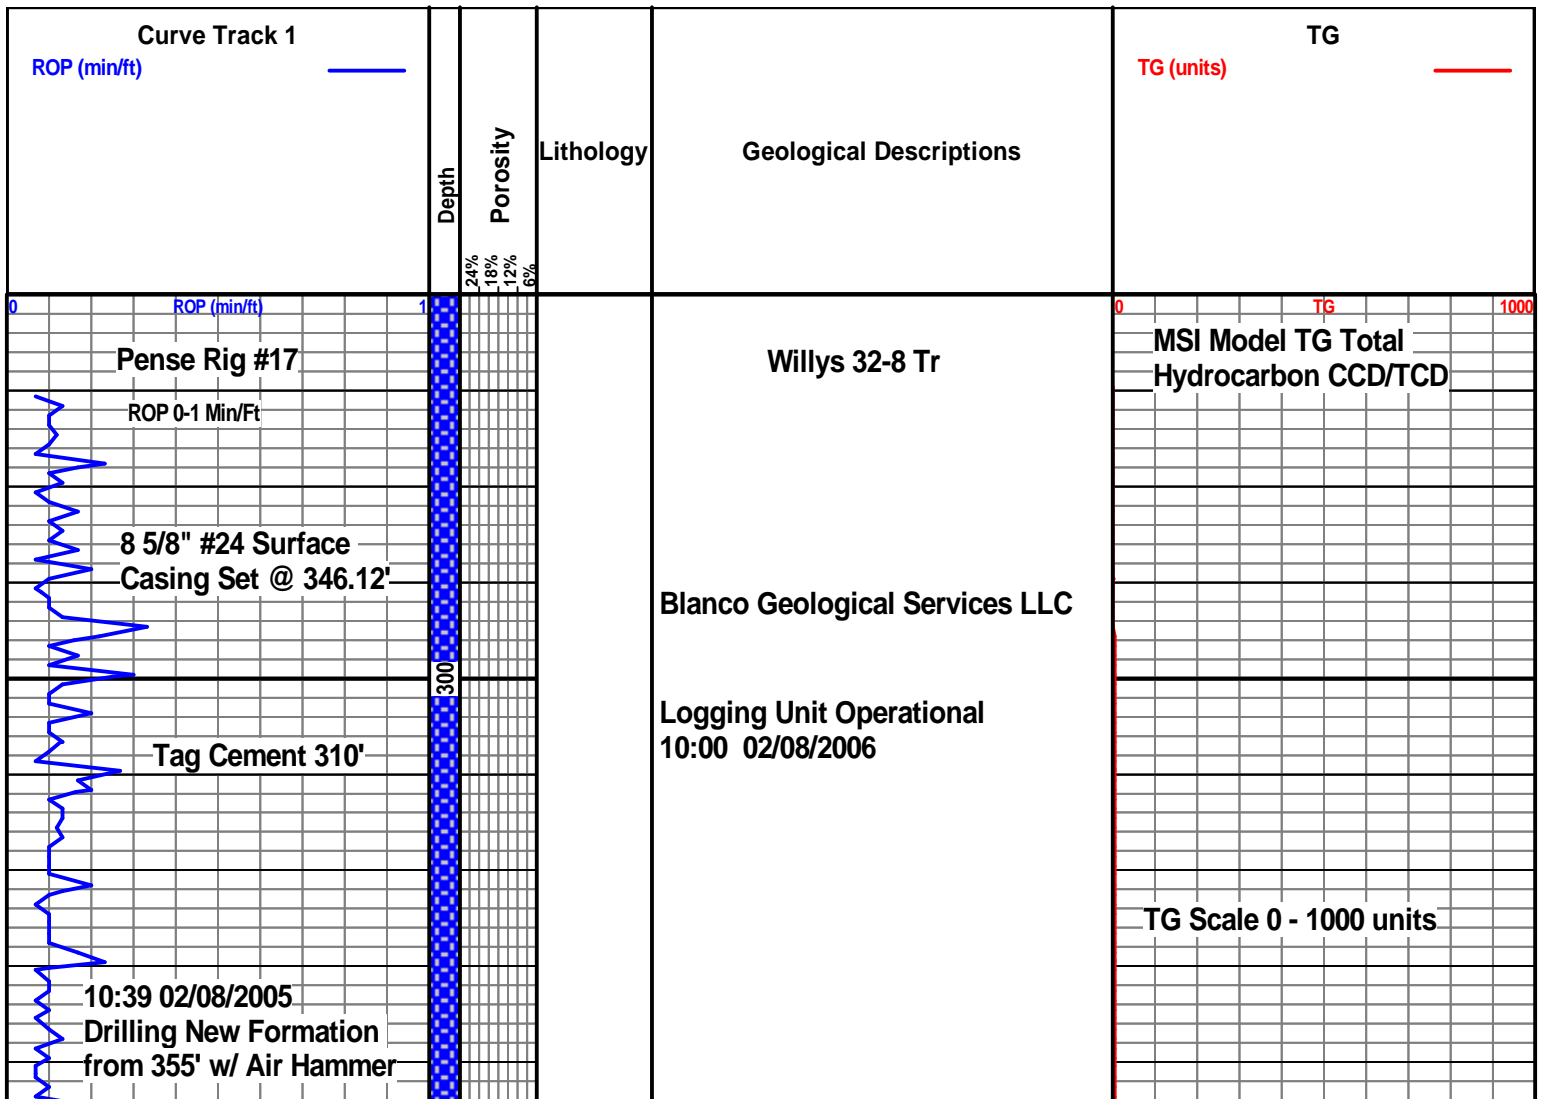 Curve Track 1
ROP (min/ft)
Depth
Porosity
24%
18%
12%
6%
Lithology
Geological Descriptions
TG
TG (units)
0 ROP (min/ft) 1
0 TG 1000
Pense Rig #17
ROP 0-1 Min/Ft
8 5/8" #24 Surface
Casing Set @ 346.12'
300
Tag Cement 310'
10:39 02/08/2005
Drilling New Formation
from 355' w/ Air Hammer
Willys 32-8 Tr
Blanco Geological Services LLC
Logging Unit Operational
10:00 02/08/2006
MSI Model TG Total
Hydrocarbon CCD/TCD
TG Scale 0 - 1000 units